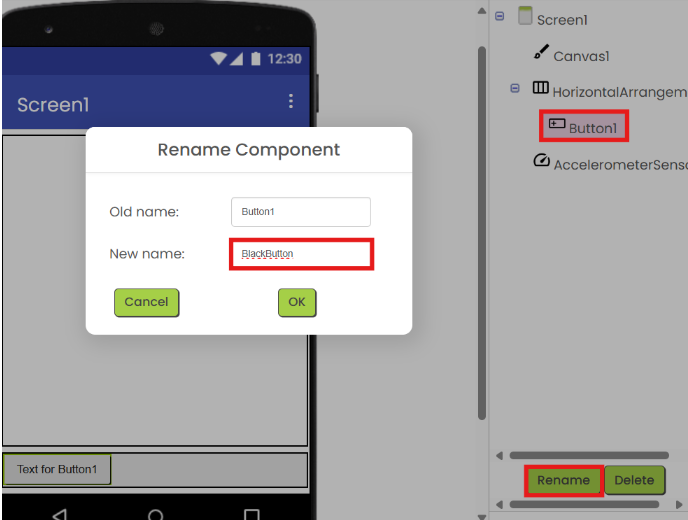 12:30
Screen1
Rename Component
Old name:
Button1
New name:
BlackButton
Cancel
OK
Text for Button1
Screen1
Canvas1
HorizontalArrangem
Button1
AccelerometerSenso
Rename
Delete